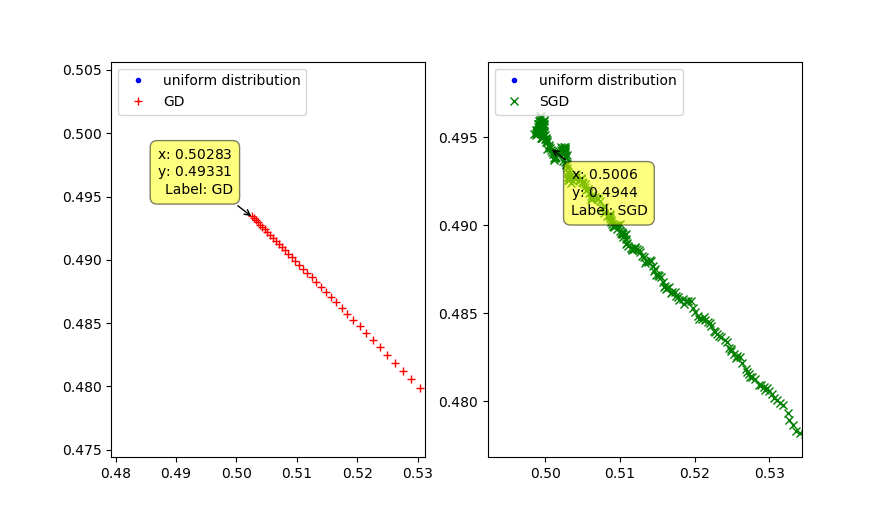 uniform distribution
GD
x: 0.50283
y: 0.49331
Label: GD
0.505
0.500
0.495
0.490
0.485
0.480
0.475
0.48
0.49
0.50
0.51
0.52
0.53
uniform distribution
SGD
x: 0.5006
y: 0.4944
Label: SGD
0.495
0.490
0.485
0.480
0.50
0.51
0.52
0.53